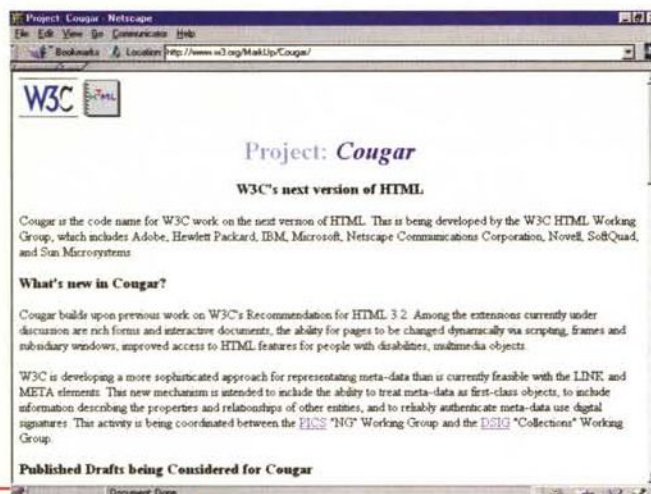 Project: Cougar - Netscape
File Edit View Go Communicator Help
Bookmarks Location: http://www.w3.org/MarkUp/Cougar/
W3C HTML
Project: Cougar
W3C's next version of HTML
Cougar is the code name for W3C work on the next version of HTML. This is being developed by the W3C HTML Working
Group, which includes Adobe, Hewlett Packard, IBM, Microsoft, Netscape Communications Corporation, Novell, SoftQuad,
and Sun Microsystems.
What's new in Cougar?
Cougar builds upon previous work on W3C's Recommendation for HTML 3.2. Among the extensions currently under
discussion are rich forms and interactive documents, the ability for pages to be changed dynamically via scripting, frames and
subsidiary windows, improved access to HTML features for people with disabilities, multimedia objects.
W3C is developing a more sophisticated approach for representating meta-data than is currently feasible with the LINK and
META elements. This new mechanism is intended to include the ability to treat meta-data as first-class objects, to include
information describing the properties and relationships of other entities, and to reliably authenticate meta-data use digital
signatures. This activity is being coordinated between the PICS "NG" Working Group and the DSIG "Collections" Working
Group.
Published Drafts being Considered for Cougar
Document: Done